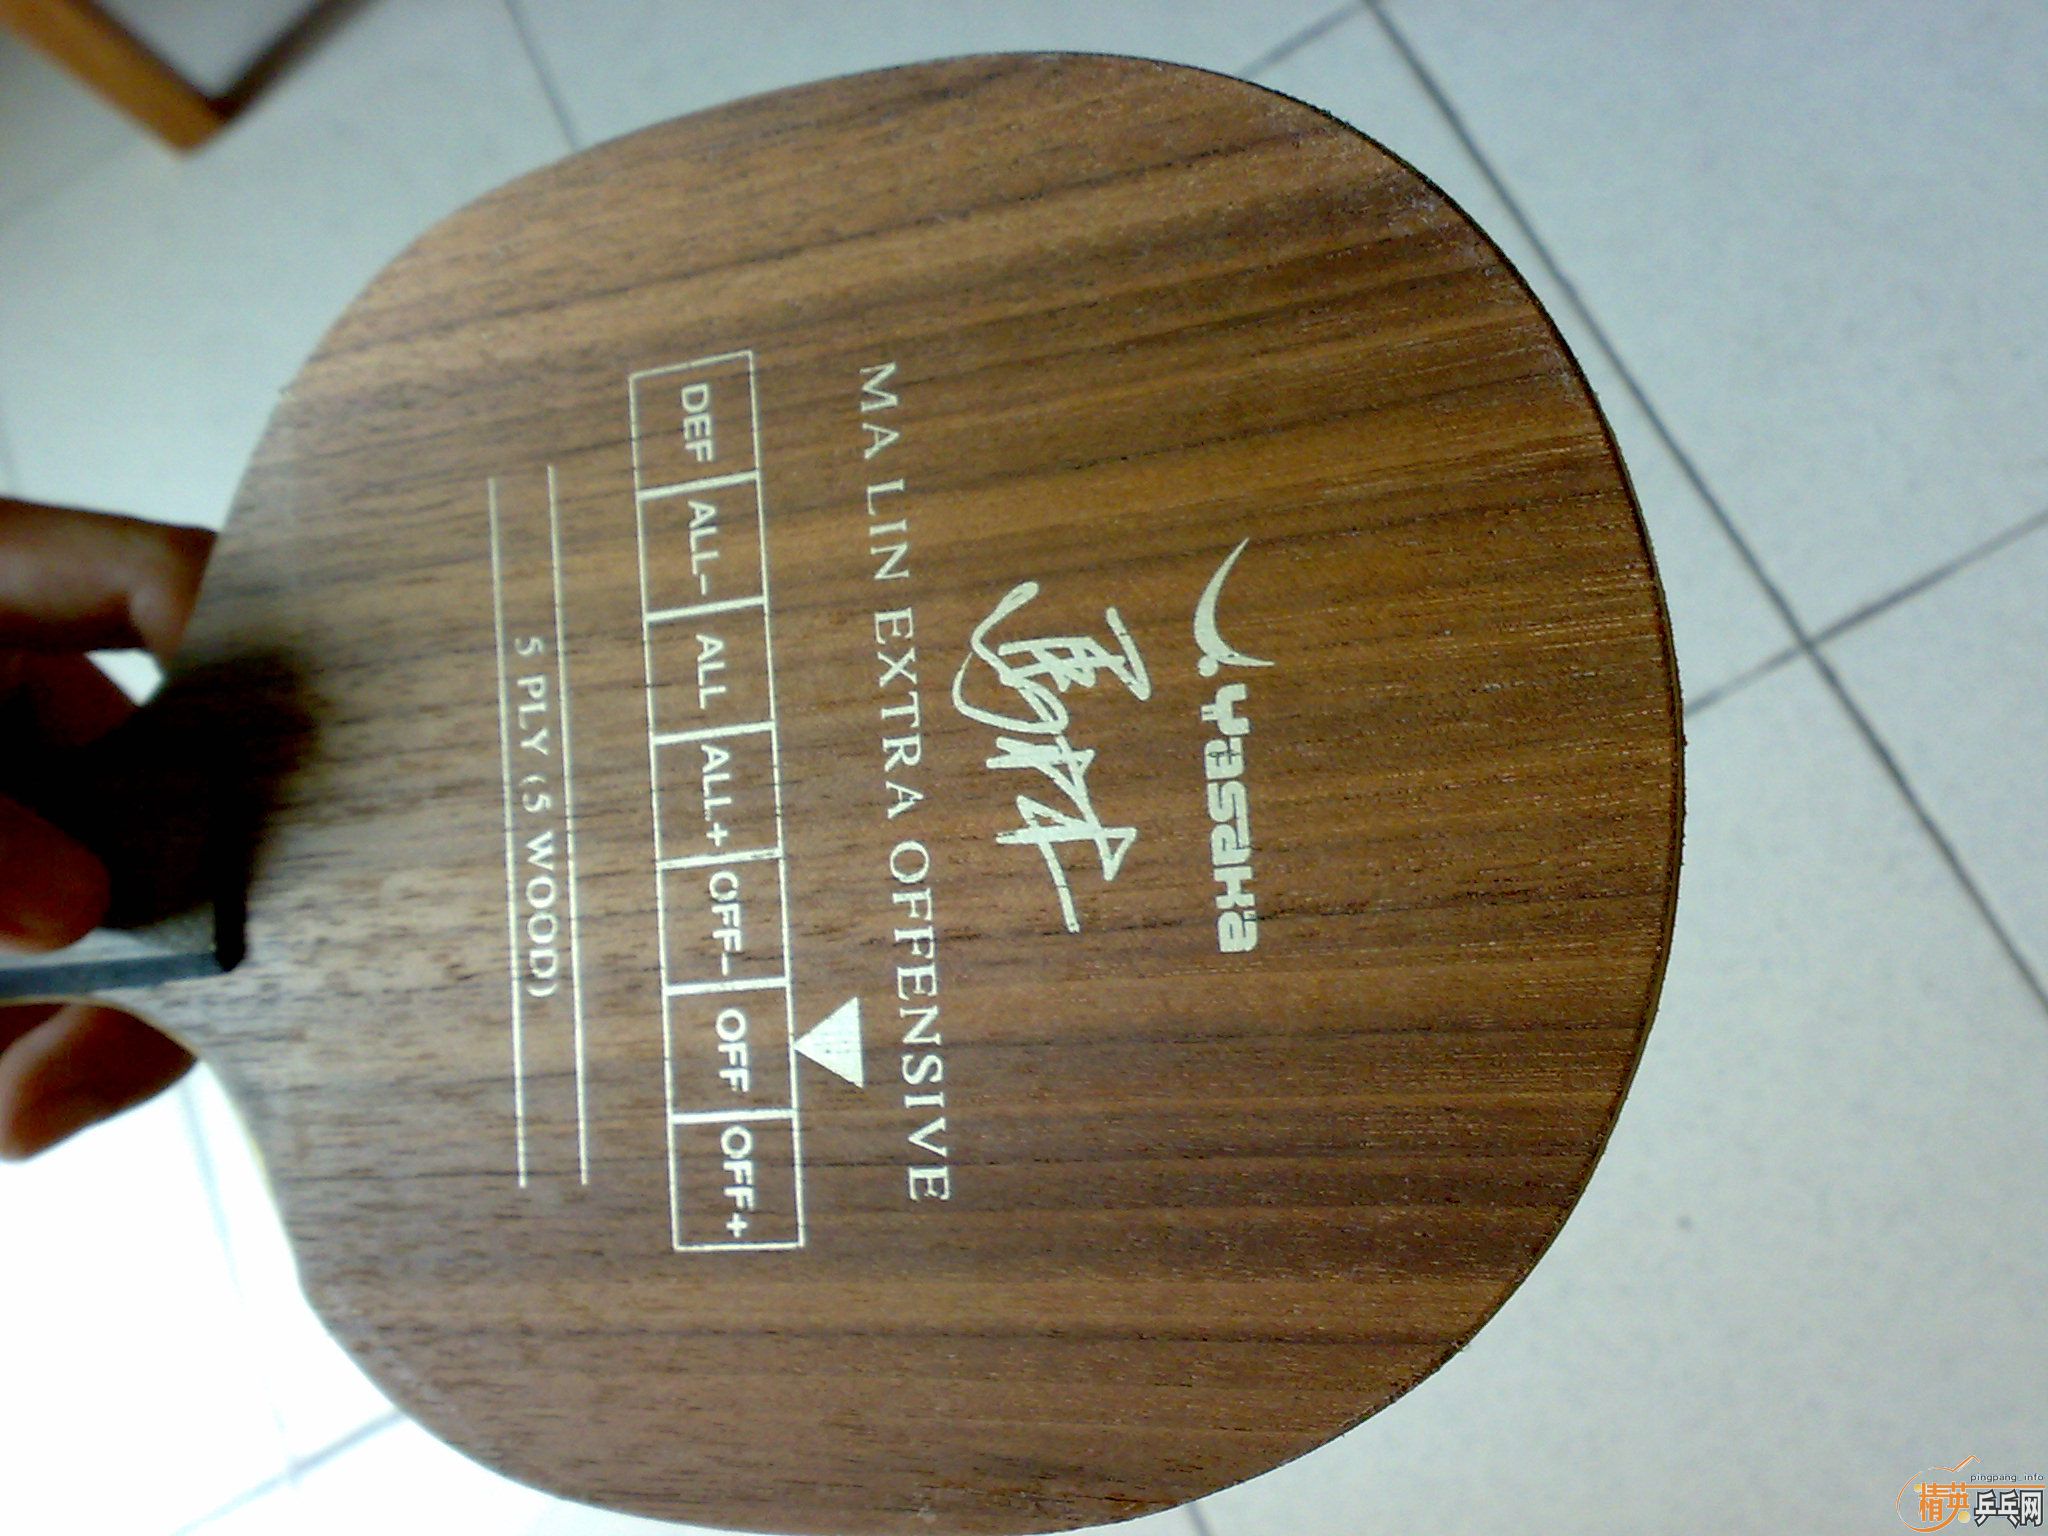 Yasaka
馬林
MA LIN EXTRA OFFENSIVE
DEF ALL- ALL ALL+ OFF- OFF OFF+
5 PLY (5 WOOD)
pingpang.info
精英乒乓网